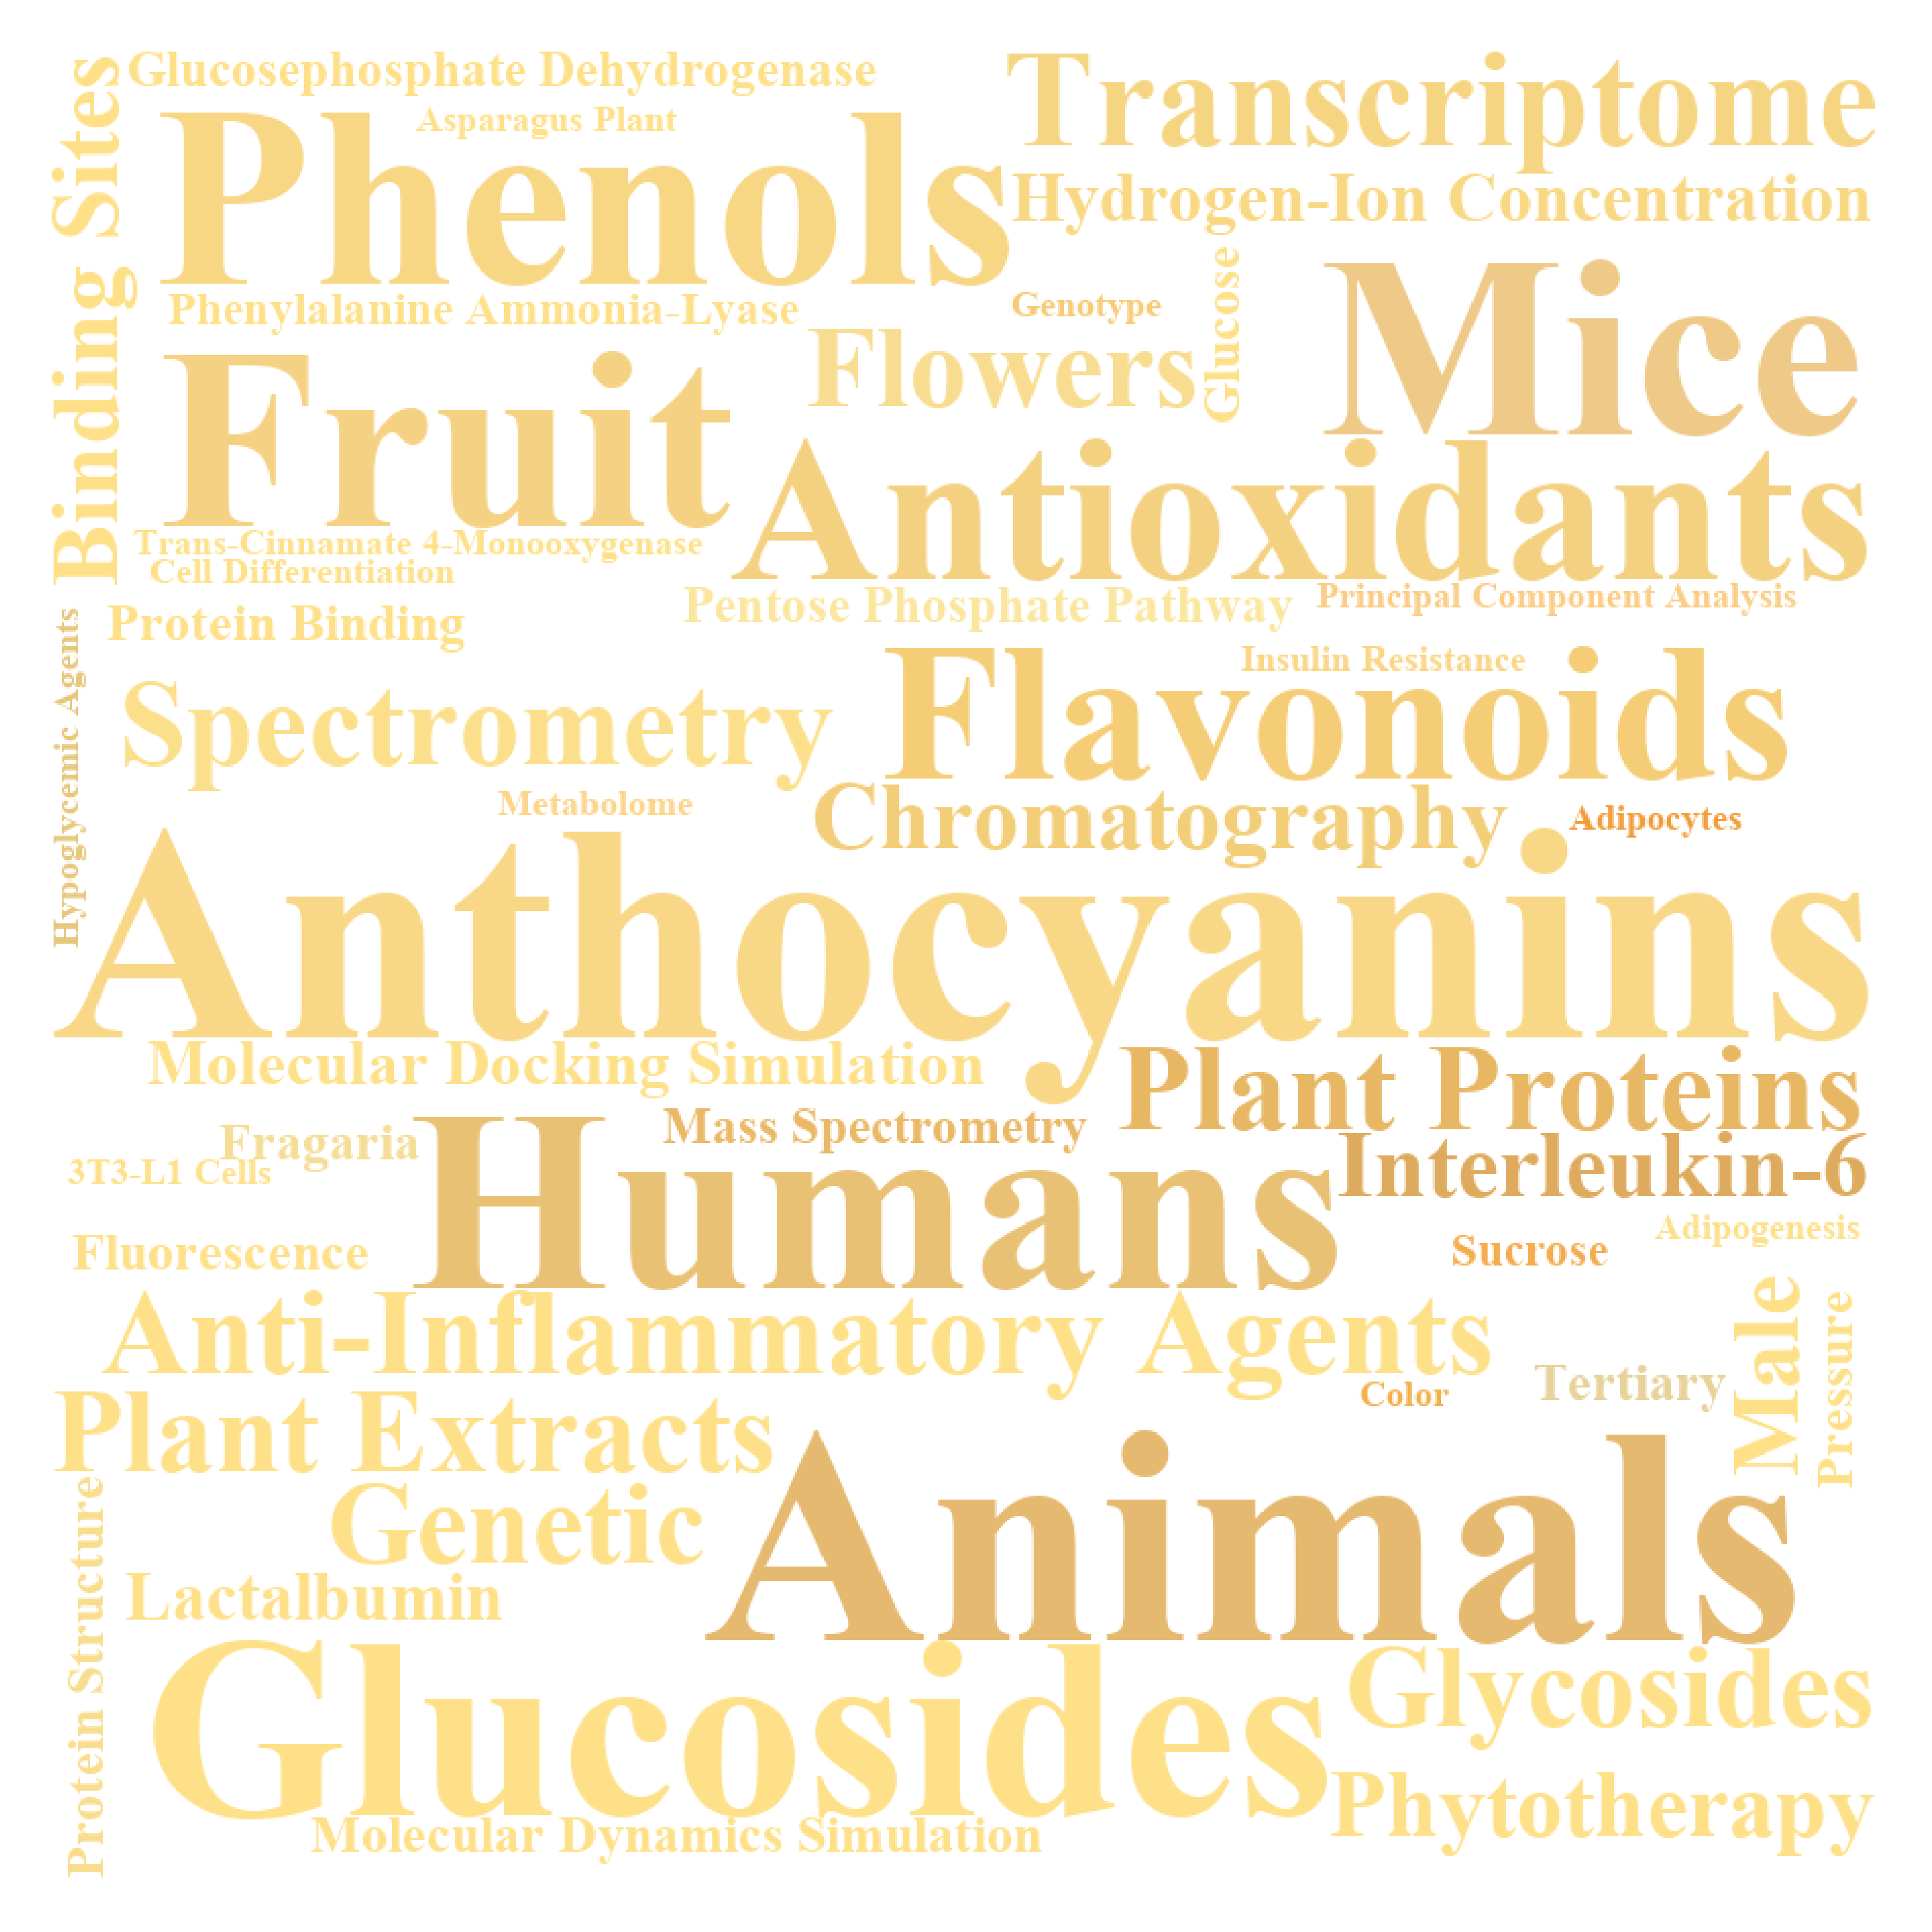 Glucosephosphate Dehydrogenase
Transcriptome
Asparagus Plant
Phenols
Binding Sites
Hydrogen-Ion Concentration
Phenylalanine Ammonia-Lyase
Genotype
Glucose
Mice
Flowers
Fruit
Antioxidants
Trans-Cinnamate 4-Monooxygenase
Cell Differentiation
Pentose Phosphate Pathway
Principal Component Analysis
Protein Binding
Hypoglycemic Agents
Insulin Resistance
Flavonoids
Spectrometry
Metabolome
Chromatography
Adipocytes
Anthocyanins
Molecular Docking Simulation
Plant Proteins
Mass Spectrometry
Fragaria
3T3-L1 Cells
Humans
Interleukin-6
Adipogenesis
Fluorescence
Sucrose
Anti-Inflammatory Agents
Male
Pressure
Tertiary
Color
Plant Extracts
Animals
Genetic
Protein Structure
Lactalbumin
Glucosides
Glycosides
Phytotherapy
Molecular Dynamics Simulation